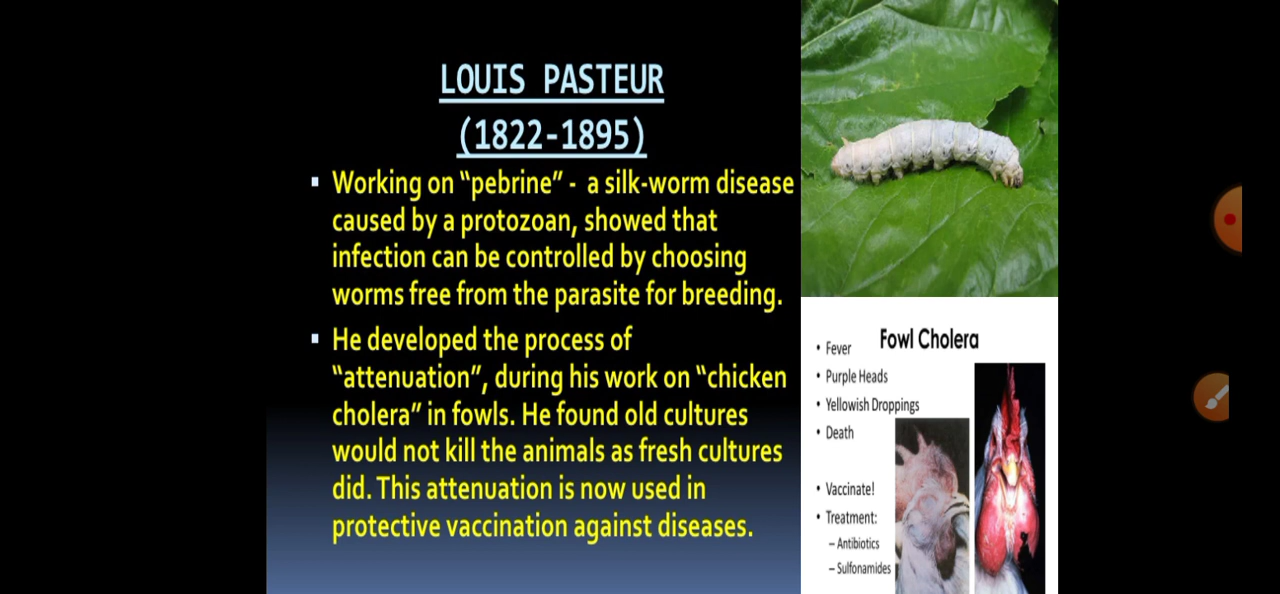 LOUIS PASTEUR
(1822-1895)
▪ Working on “pebrine” - a silk-worm disease
caused by a protozoan, showed that
infection can be controlled by choosing
worms free from the parasite for breeding.
▪ He developed the process of
“attenuation”, during his work on “chicken
cholera” in fowls. He found old cultures
would not kill the animals as fresh cultures
did. This attenuation is now used in
protective vaccination against diseases.
Fowl Cholera
• Fever
• Purple Heads
• Yellowish Droppings
• Death
• Vaccinate!
• Treatment:
– Antibiotics
– Sulfonamides